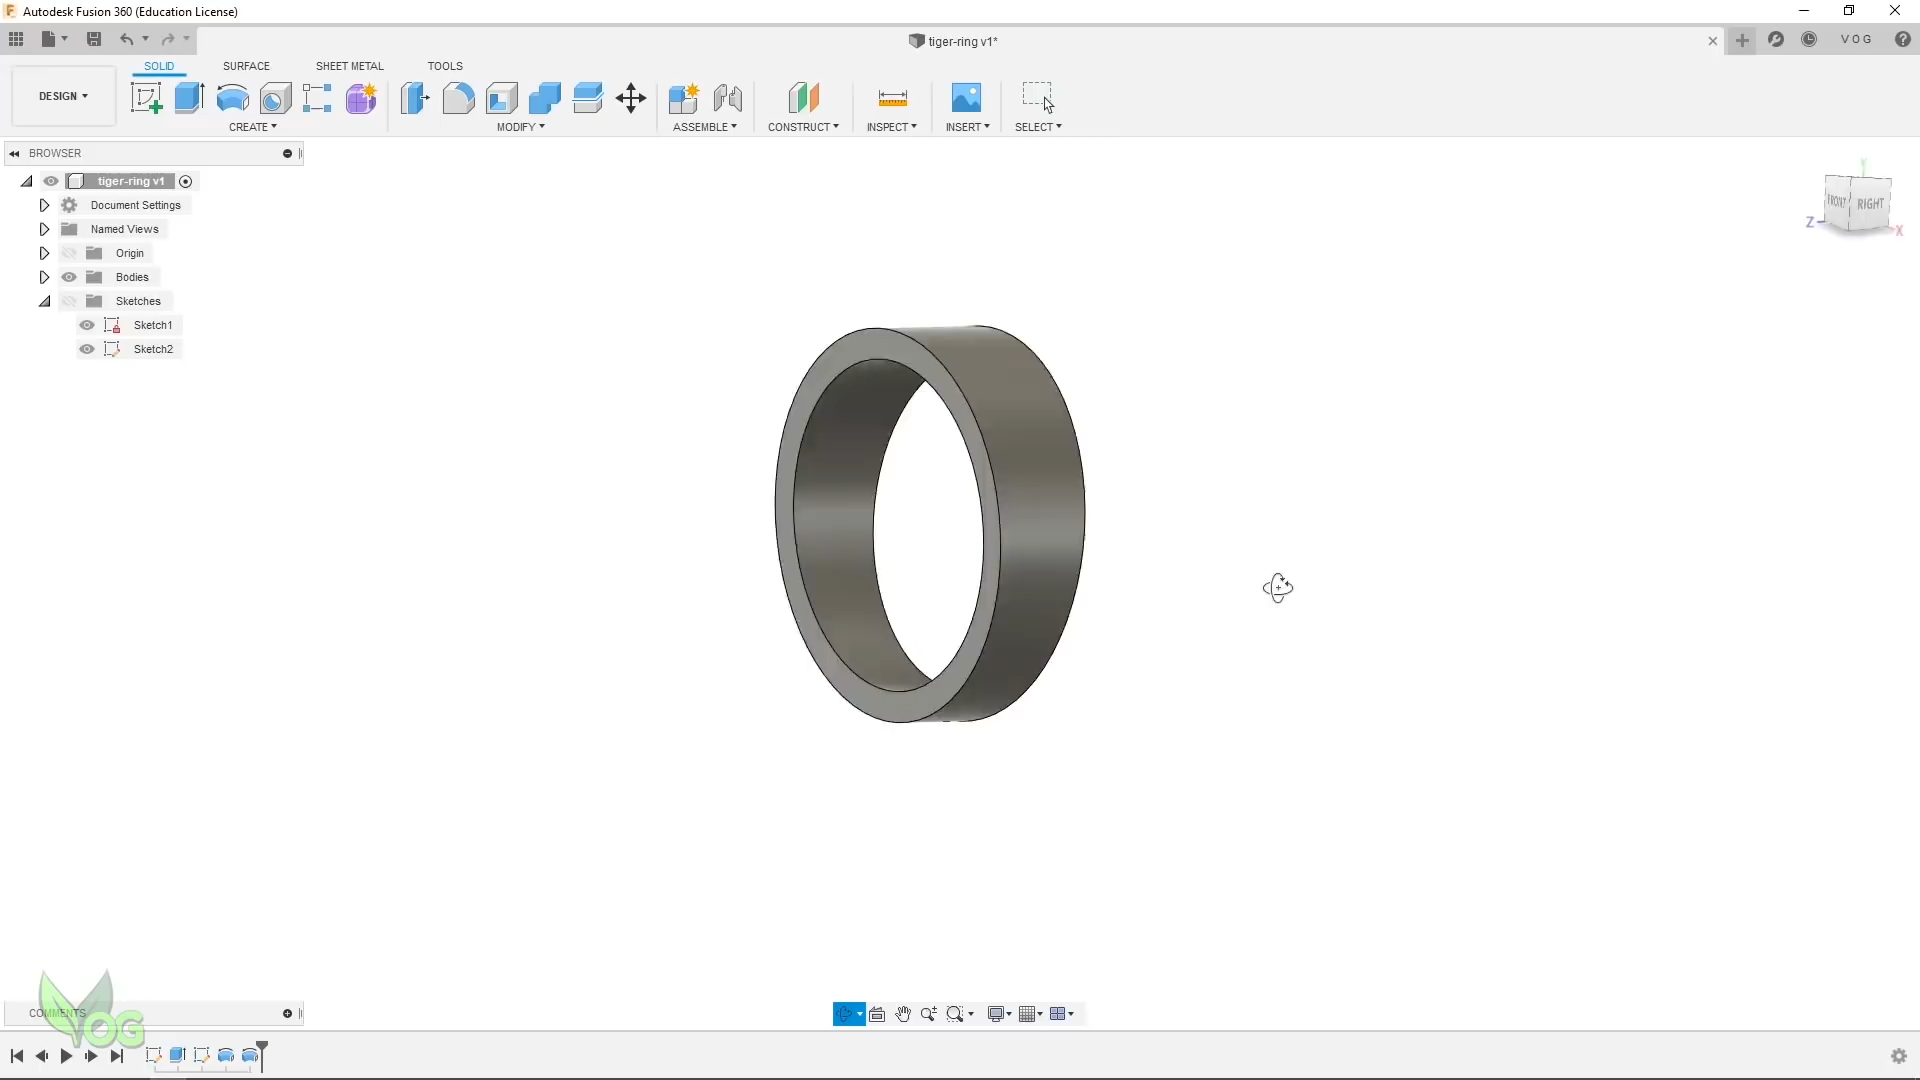 Autodesk Fusion 360 (Education License)
tiger-ring v1*
V O G
SOLID
SURFACE
SHEET METAL
TOOLS
DESIGN
CREATE
MODIFY
ASSEMBLE
CONSTRUCT
INSPECT
INSERT
SELECT
BROWSER
tiger-ring v1
Document Settings
Named Views
Origin
Bodies
Sketches
Sketch1
Sketch2
Y
FRONT
RIGHT
Z
X
COMMENTS
VOG